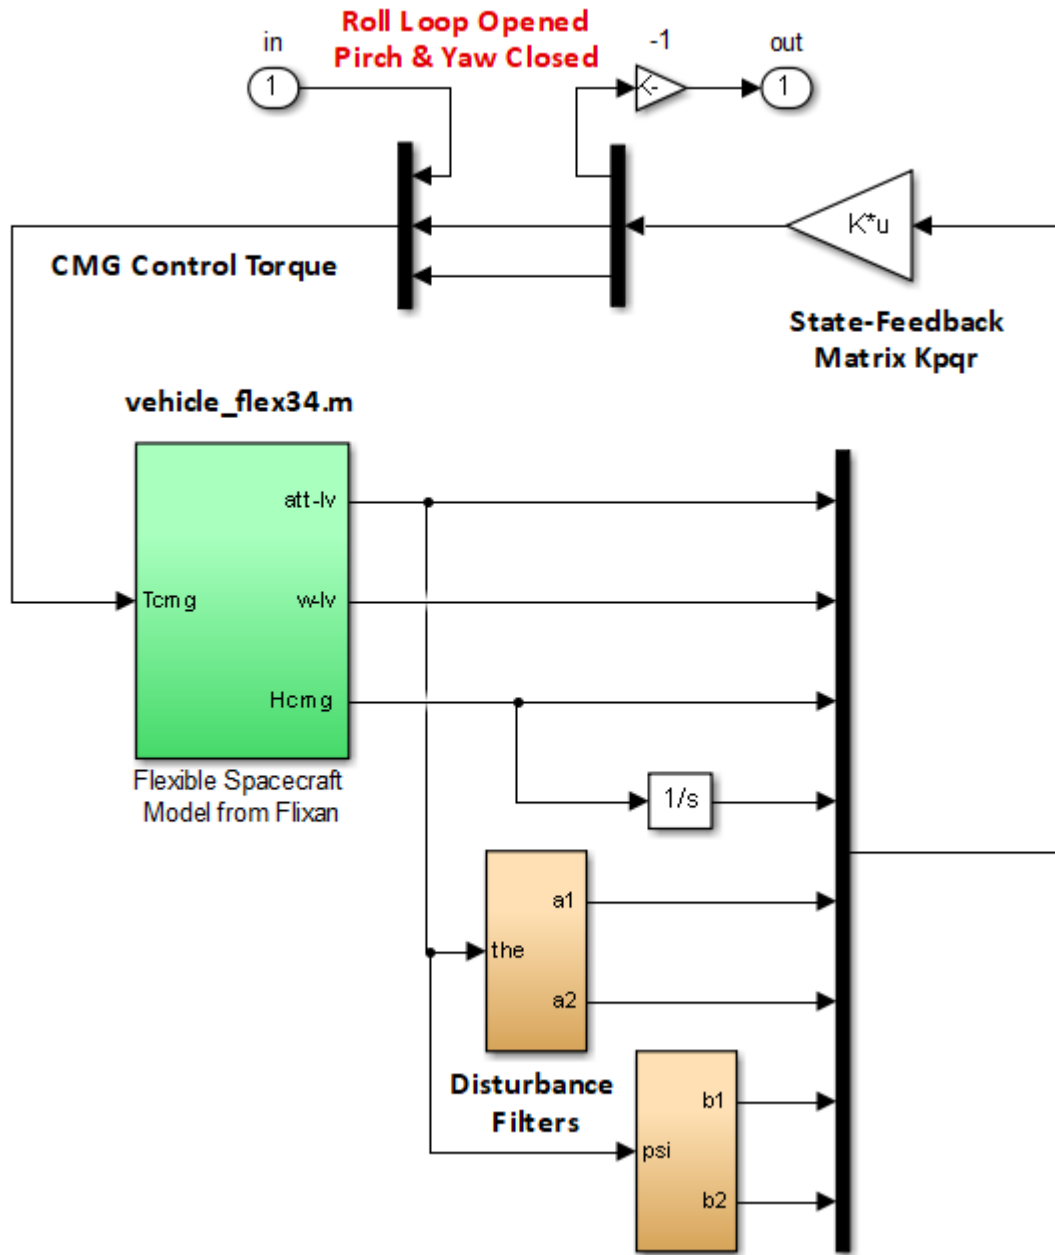 Roll Loop Opened
Pirch & Yaw Closed
in
-1
out
1
K-
1
K*u
CMG Control Torque
State-Feedback
Matrix Kpqr
vehicle_flex34.m
att-lv
Tcmg
w-lv
Hcmg
Flexible Spacecraft
Model from Flixan
1/s
a1
the
a2
Disturbance
Filters
b1
psi
b2